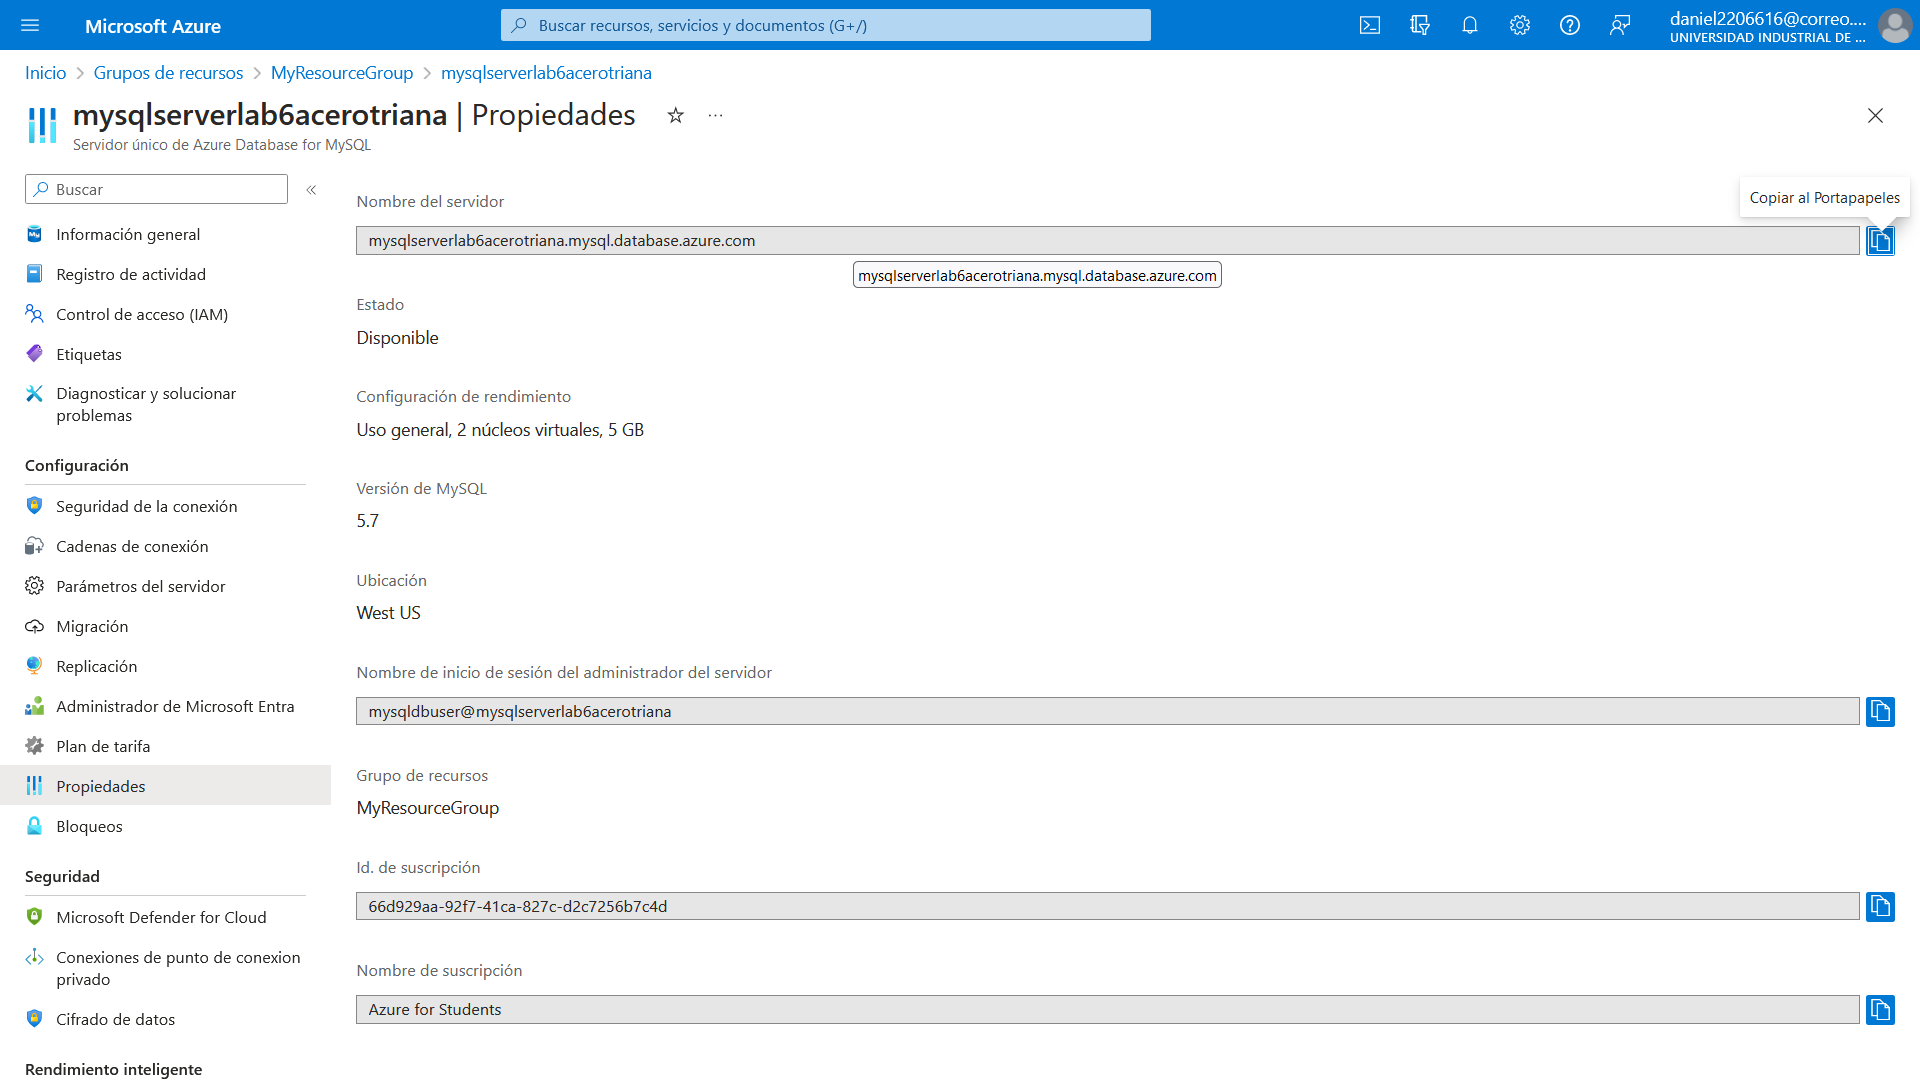 Microsoft Azure
Buscar recursos, servicios y documentos (G+/)
daniel2206616@correo....
UNIVERSIDAD INDUSTRIAL DE ...
Inicio > Grupos de recursos > MyResourceGroup > mysqlserverlab6acerotriana
mysqlserverlab6acerotriana | Propiedades
Servidor único de Azure Database for MySQL
Buscar
Información general
Registro de actividad
Control de acceso (IAM)
Etiquetas
Diagnosticar y solucionar
problemas
Configuración
Seguridad de la conexión
Cadenas de conexión
Parámetros del servidor
Migración
Replicación
Administrador de Microsoft Entra
Plan de tarifa
Propiedades
Bloqueos
Seguridad
Microsoft Defender for Cloud
Conexiones de punto de conexion
privado
Cifrado de datos
Rendimiento inteligente
Nombre del servidor
Copiar al Portapapeles
mysqlserverlab6acerotriana.mysql.database.azure.com
mysqlserverlab6acerotriana.mysql.database.azure.com
Estado
Disponible
Configuración de rendimiento
Uso general, 2 núcleos virtuales, 5 GB
Versión de MySQL
5.7
Ubicación
West US
Nombre de inicio de sesión del administrador del servidor
mysqldbuser@mysqlserverlab6acerotriana
Grupo de recursos
MyResourceGroup
Id. de suscripción
66d929aa-92f7-41ca-827c-d2c7256b7c4d
Nombre de suscripción
Azure for Students